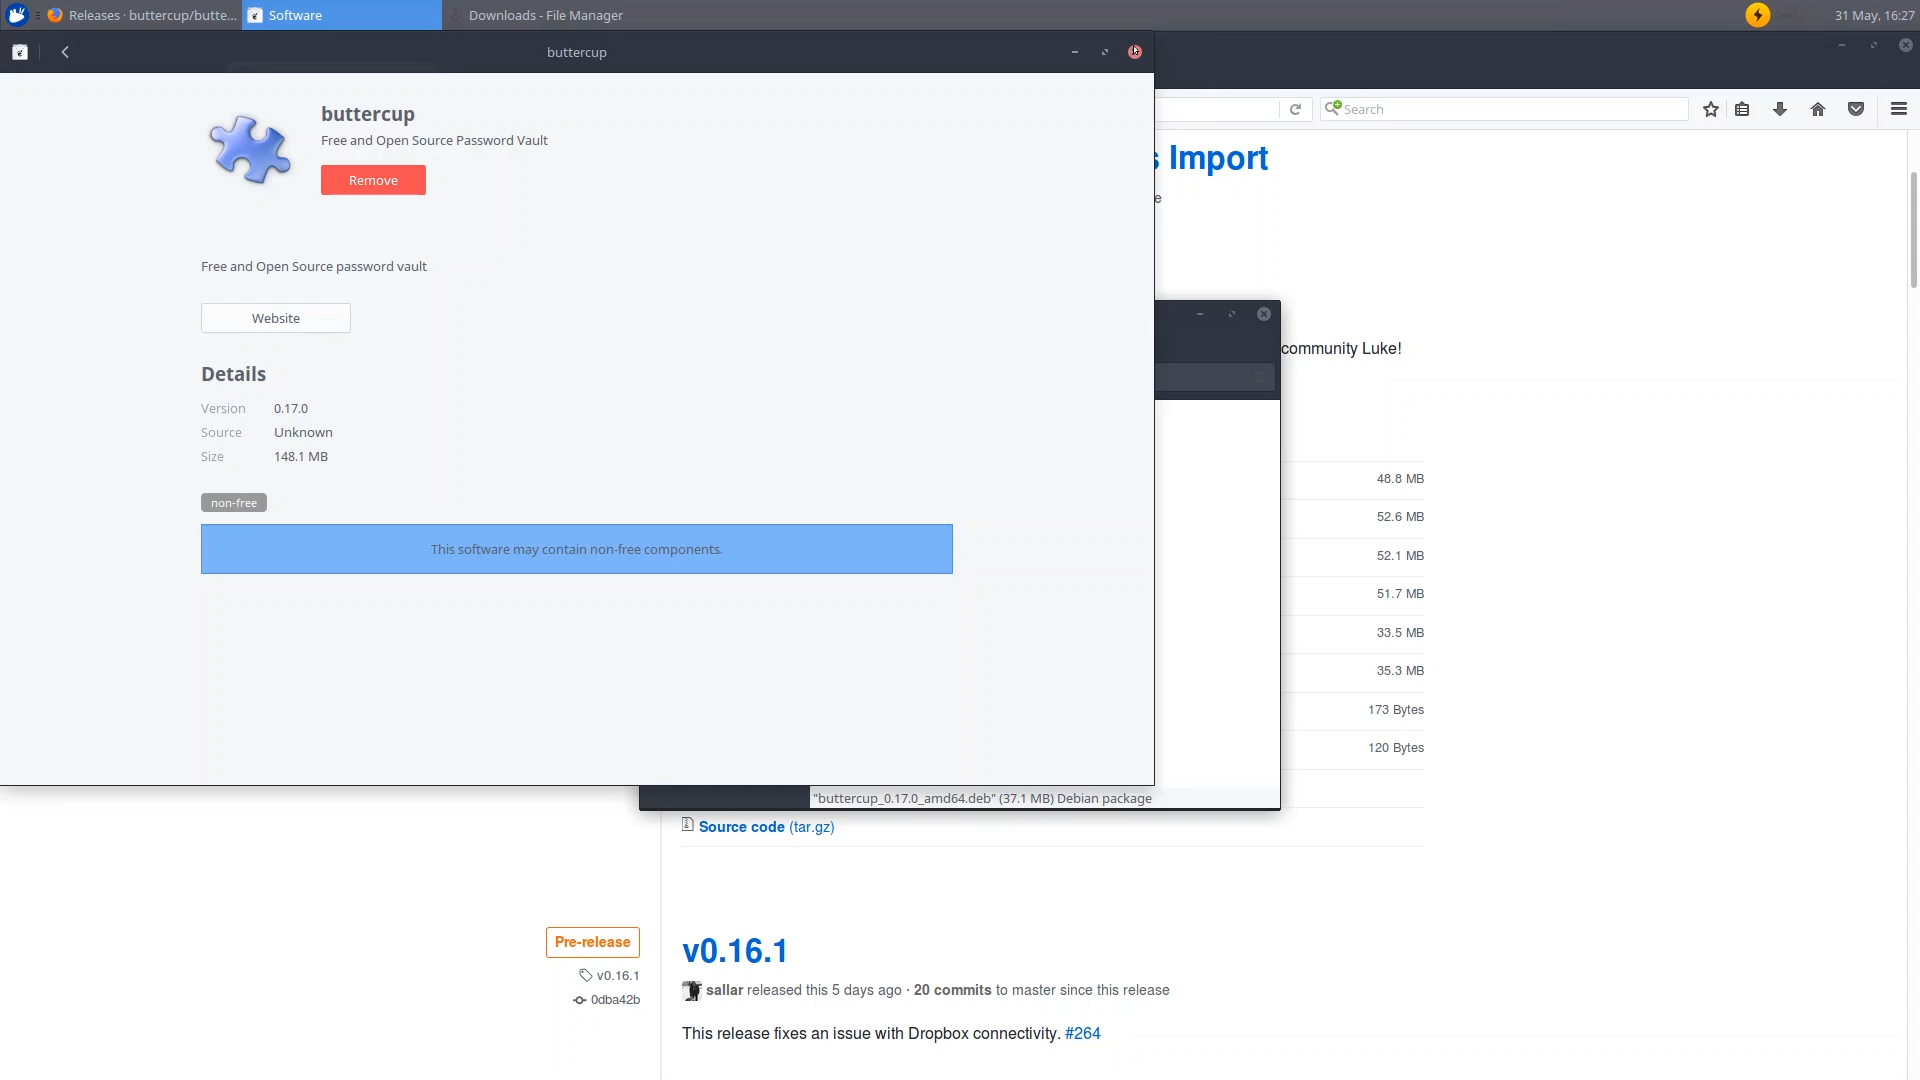 Releases · buttercup/butte...
Software
Downloads - File Manager
31 May, 16:27
buttercup
Search
buttercup
Free and Open Source Password Vault
Remove
s Import
e
Free and Open Source password vault
Website
community Luke!
Details
Version 0.17.0
Source Unknown
Size 148.1 MB
non-free
This software may contain non-free components.
48.8 MB
52.6 MB
52.1 MB
51.7 MB
33.5 MB
35.3 MB
173 Bytes
120 Bytes
"buttercup_0.17.0_amd64.deb" (37.1 MB) Debian package
Source code (tar.gz)
Pre-release
v0.16.1
0dba42b
v0.16.1
sallar released this 5 days ago · 20 commits to master since this release
This release fixes an issue with Dropbox connectivity. #264